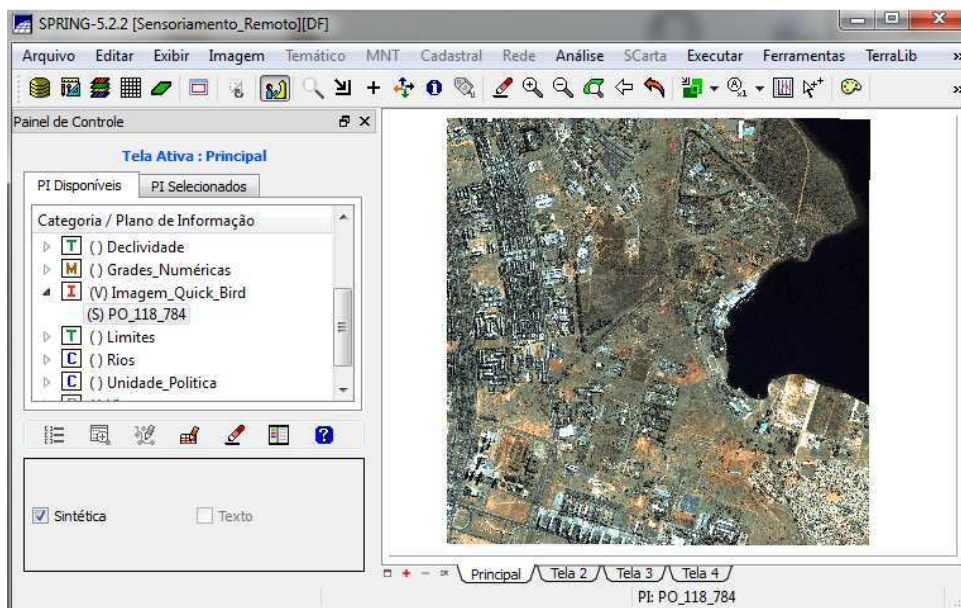 SPRING-5.2.2 [Sensoriamento_Remoto][DF]
Arquivo Editar Exibir Imagem Temático MNT Cadastral Rede Análise SCarta Executar Ferramentas TerraLib »
»
Painel de Controle
Tela Ativa : Principal
PI Disponíveis PI Selecionados
Categoria / Plano de Informação
T () Declividade
M () Grades_Numéricas
I (V) Imagem_Quick_Bird
(S) PO_118_784
T () Limites
C () Rios
C () Unidade_Politica
Sintética Texto
Principal Tela 2 Tela 3 Tela 4
PI: PO_118_784